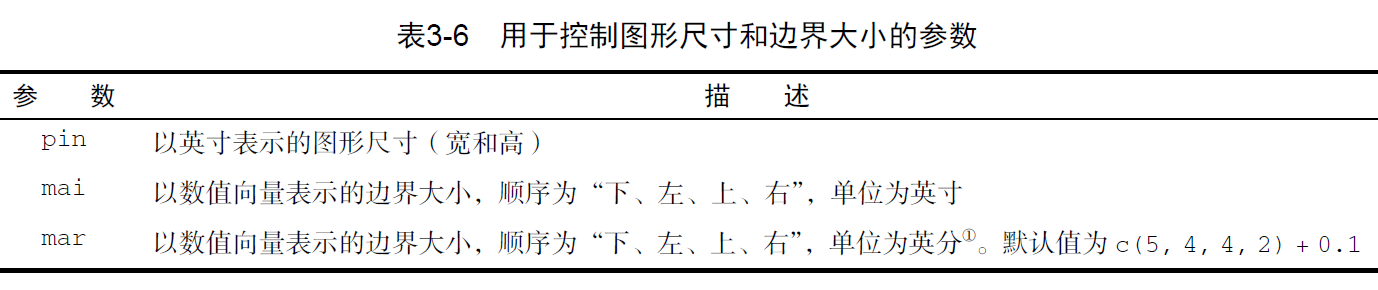 表3-6 用于控制图形尺寸和边界大小的参数
参 数 描 述
pin 以英寸表示的图形尺寸（宽和高）
mai 以数值向量表示的边界大小，顺序为“下、左、上、右”，单位为英寸
mar 以数值向量表示的边界大小，顺序为“下、左、上、右”，单位为英分①。默认值为c(5, 4, 4, 2) + 0.1